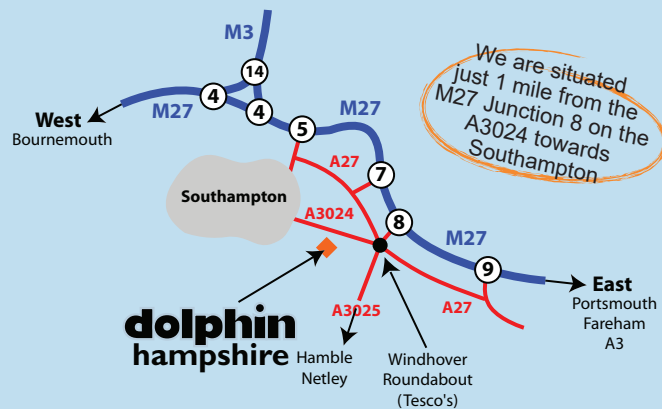 M3
14
4
4
M27
West
Bournemouth
5
M27
We are situated
just 1 mile from the
M27 Junction 8 on the
A3024 towards
Southampton
A27
7
Southampton
A3024
8
M27
9
East
Portsmouth
Fareham
A3
A3025
A27
dolphin
hampshire
Hamble
Netley
Windhover
Roundabout
(Tesco's)